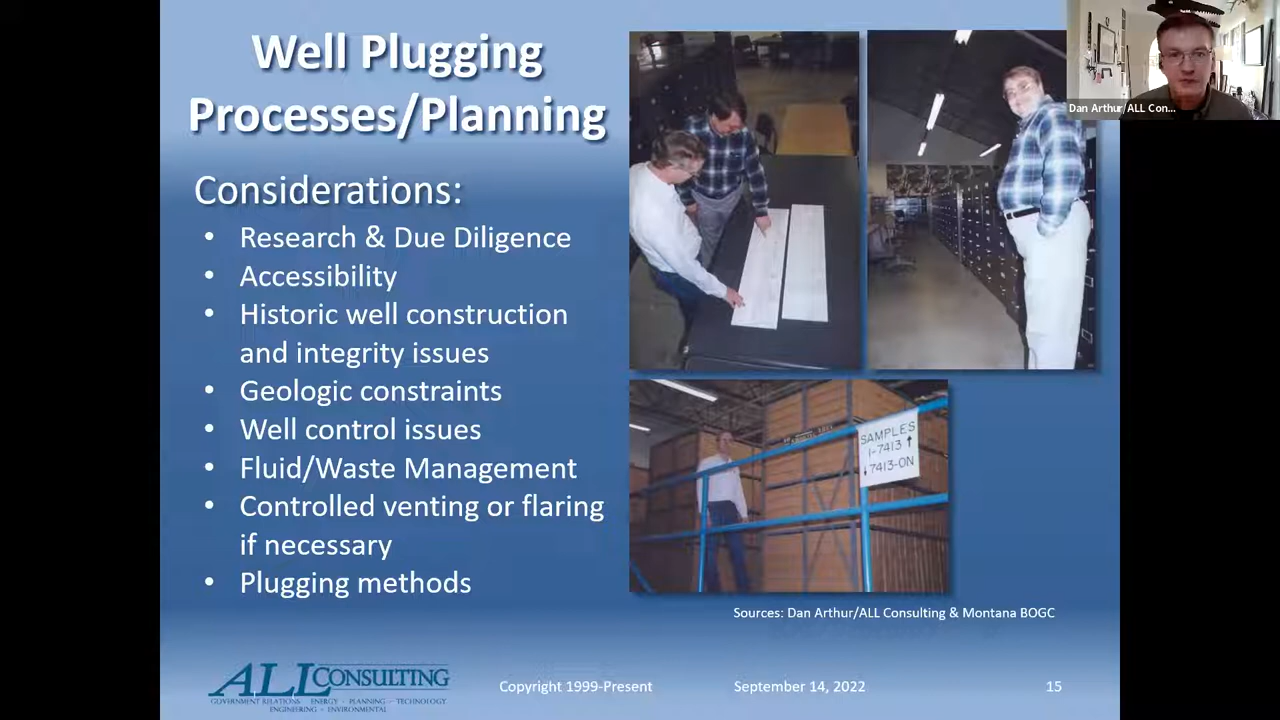 Well Plugging
Processes/Planning
Considerations:
• Research & Due Diligence
• Accessibility
• Historic well construction
and integrity issues
• Geologic constraints
• Well control issues
• Fluid/Waste Management
• Controlled venting or flaring
if necessary
• Plugging methods
Dan Arthur/ALL Con...
SAMPLES
1-7413 ↑
↓ 7413-ON
Sources: Dan Arthur/ALL Consulting & Montana BOGC
ALL CONSULTING
GOVERNMENT RELATIONS • ENERGY • PLANNING • TECHNOLOGY
ENGINEERING • ENVIRONMENTAL
Copyright 1999-Present
September 14, 2022
15